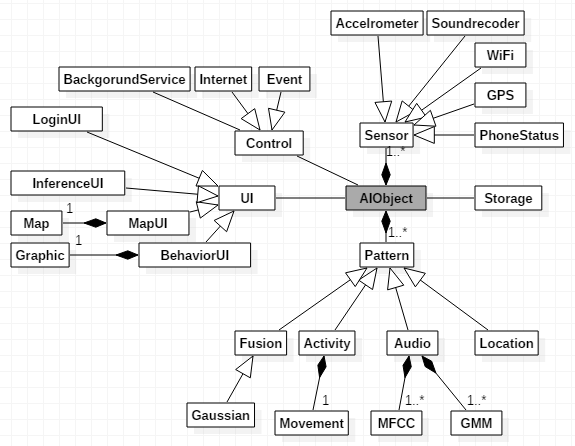 Accelrometer Soundrecoder
WiFi
BackgorundService Internet Event
GPS
LoginUI
Control
Sensor
PhoneStatus
1..*
InferenceUI
UI
AIObject
Storage
1
Map
MapUI
1..*
1
Graphic
BehaviorUI
Pattern
Fusion
Activity
Audio
Location
1
1..*
1..*
Gaussian
Movement
MFCC
GMM